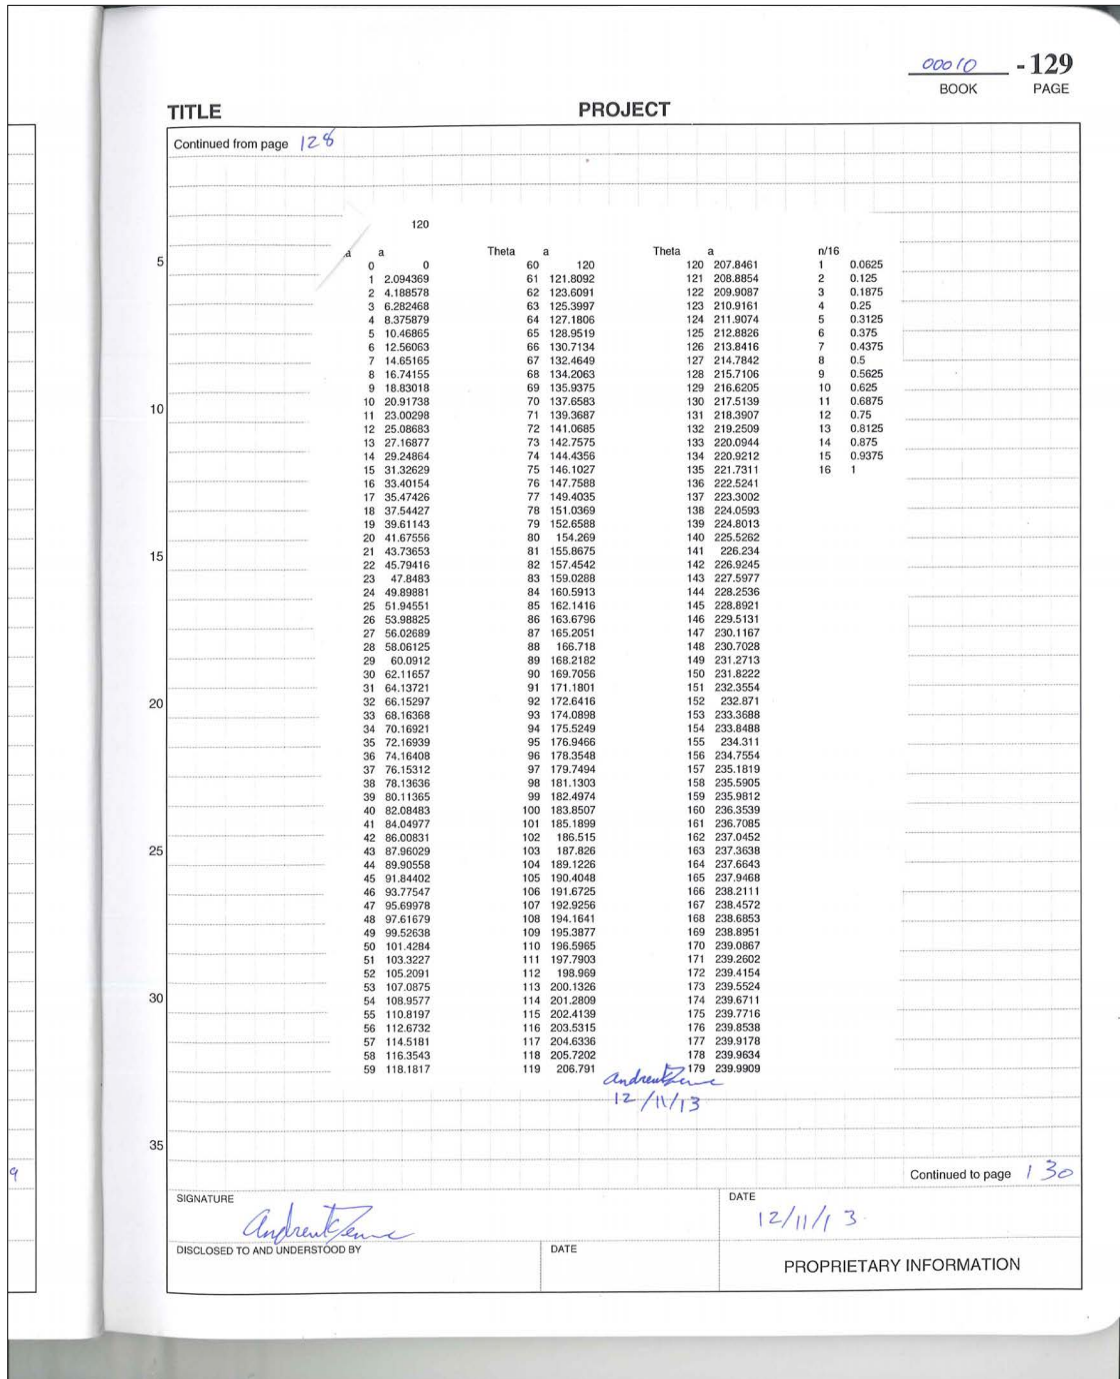 00010 - 129
BOOK PAGE
TITLE PROJECT
Continued from page 128
120
a a Theta a Theta a n/16
0 0 60 120 120 207.8461 1 0.0625
1 2.094369 61 121.8092 121 208.8854 2 0.125
2 4.188578 62 123.6091 122 209.9087 3 0.1875
3 6.282468 63 125.3997 123 210.9161 4 0.25
4 8.375879 64 127.1806 124 211.9074 5 0.3125
5 10.46865 65 128.9519 125 212.8826 6 0.375
6 12.56063 66 130.7134 126 213.8416 7 0.4375
7 14.65165 67 132.4649 127 214.7842 8 0.5
8 16.74155 68 134.2063 128 215.7106 9 0.5625
9 18.83018 69 135.9375 129 216.6205 10 0.625
10 20.91738 70 137.6583 130 217.5139 11 0.6875
11 23.00298 71 139.3687 131 218.3907 12 0.75
12 25.08683 72 141.0685 132 219.2509 13 0.8125
13 27.16877 73 142.7575 133 220.0944 14 0.875
14 29.24864 74 144.4356 134 220.9212 15 0.9375
15 31.32629 75 146.1027 135 221.7311 16 1
16 33.40154 76 147.7588 136 222.5241
17 35.47426 77 149.4035 137 223.3002
18 37.54427 78 151.0369 138 224.0593
19 39.61143 79 152.6588 139 224.8013
20 41.67556 80 154.269 140 225.5262
21 43.73653 81 155.8675 141 226.234
22 45.79416 82 157.4542 142 226.9245
23 47.8483 83 159.0288 143 227.5977
24 49.89881 84 160.5913 144 228.2536
25 51.94551 85 162.1416 145 228.8921
26 53.98825 86 163.6796 146 229.5131
27 56.02689 87 165.2051 147 230.1167
28 58.06125 88 166.718 148 230.7028
29 60.0912 89 168.2182 149 231.2713
30 62.11657 90 169.7056 150 231.8222
31 64.13721 91 171.1801 151 232.3554
32 66.15297 92 172.6416 152 232.871
33 68.16368 93 174.0898 153 233.3688
34 70.16921 94 175.5249 154 233.8488
35 72.16939 95 176.9466 155 234.311
36 74.16408 96 178.3548 156 234.7554
37 76.15312 97 179.7494 157 235.1819
38 78.13636 98 181.1303 158 235.5905
39 80.11365 99 182.4974 159 235.9812
40 82.08483 100 183.8507 160 236.3539
41 84.04977 101 185.1899 161 236.7085
42 86.00831 102 186.515 162 237.0452
43 87.96029 103 187.826 163 237.3638
44 89.90558 104 189.1226 164 237.6643
45 91.84402 105 190.4048 165 237.9468
46 93.77547 106 191.6725 166 238.2111
47 95.69978 107 192.9256 167 238.4572
48 97.61679 108 194.1641 168 238.6853
49 99.52638 109 195.3877 169 238.8951
50 101.4284 110 196.5965 170 239.0867
51 103.3227 111 197.7903 171 239.2602
52 105.2091 112 198.969 172 239.4154
53 107.0875 113 200.1326 173 239.5524
54 108.9577 114 201.2809 174 239.6711
55 110.8197 115 202.4139 175 239.7716
56 112.6732 116 203.5315 176 239.8538
57 114.5181 117 204.6336 177 239.9178
58 116.3543 118 205.7202 178 239.9634
59 118.1817 119 206.791 179 239.9909
12/11/13
5
10
15
20
25
30
35
9
Continued to page 130
SIGNATURE DATE
12/11/13
DISCLOSED TO AND UNDERSTOOD BY DATE
PROPRIETARY INFORMATION